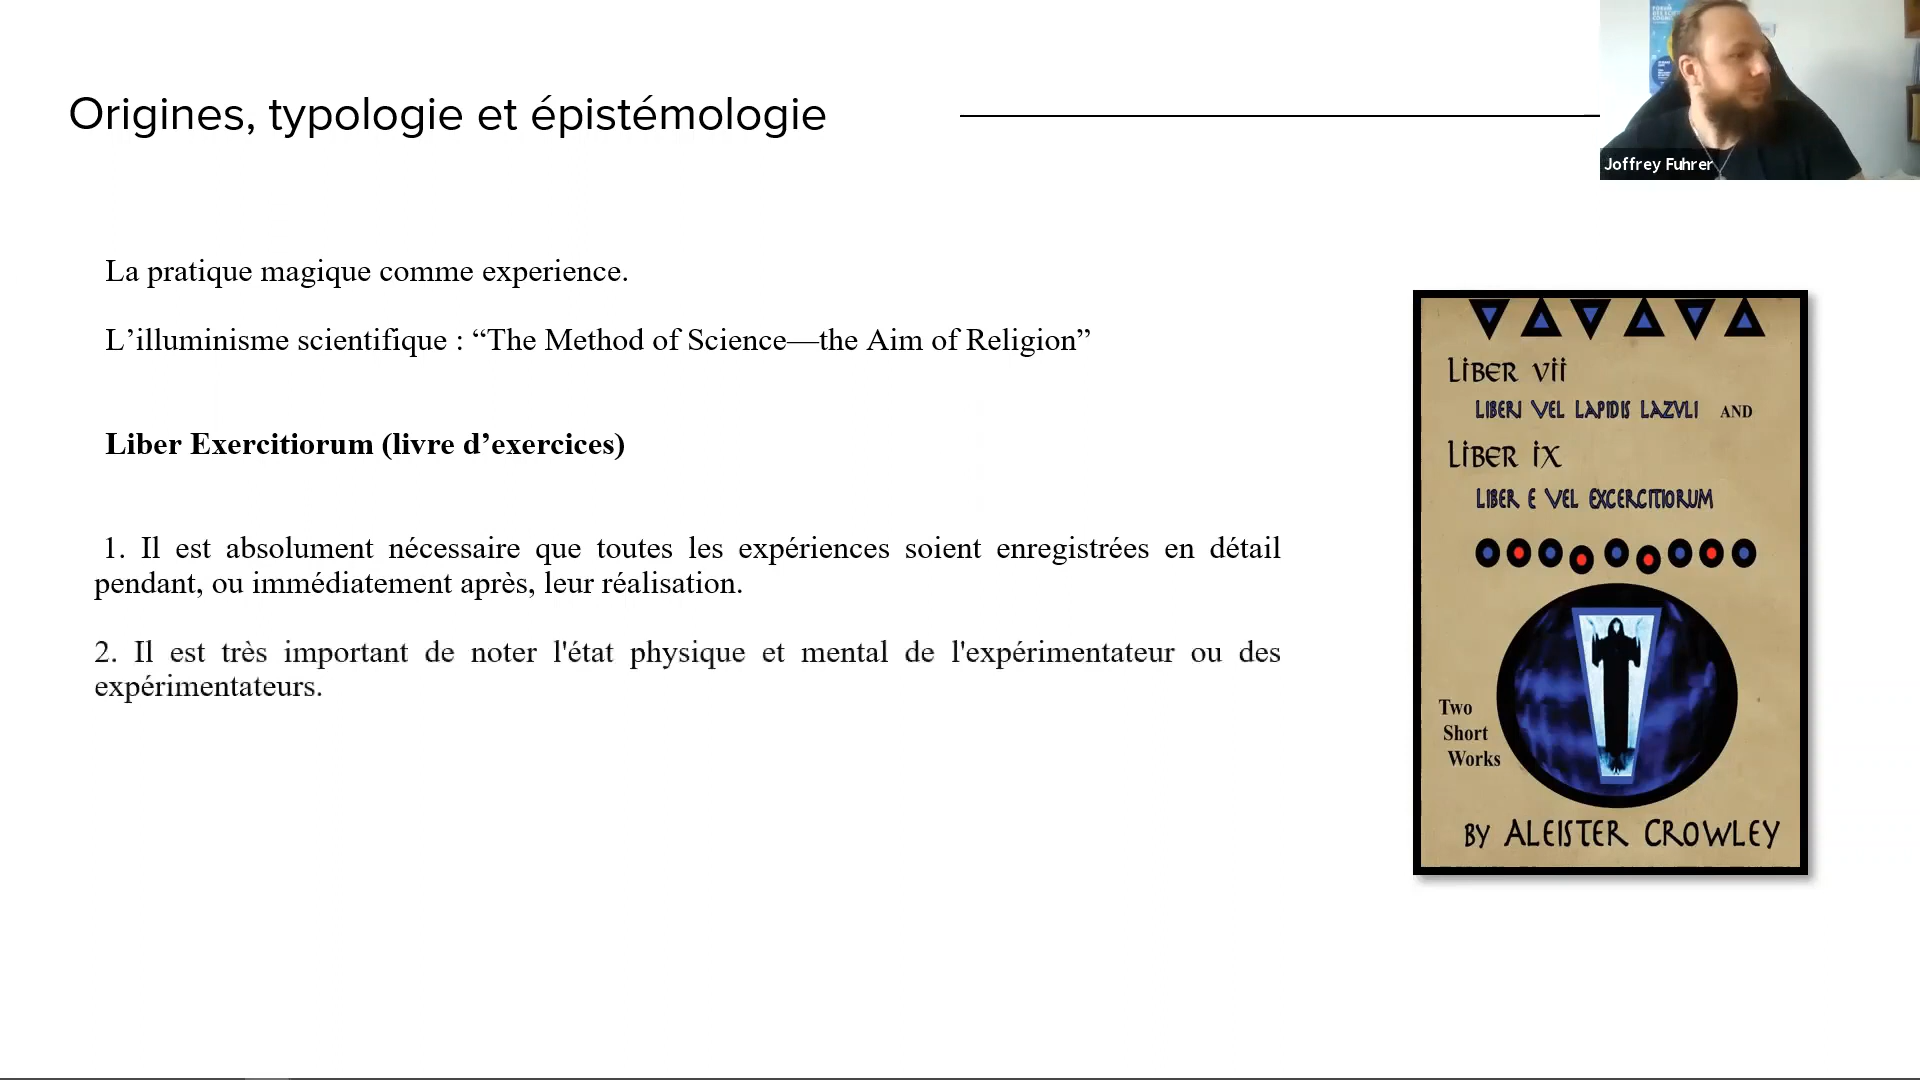 Origines, typologie et épistémologie
Joffrey Fuhrer
La pratique magique comme experience.
L’illuminisme scientifique : “The Method of Science—the Aim of Religion”
Liber Exercitiorum (livre d’exercices)
1. Il est absolument nécessaire que toutes les expériences soient enregistrées en détail
pendant, ou immédiatement après, leur réalisation.
2. Il est très important de noter l'état physique et mental de l'expérimentateur ou des
expérimentateurs.
LIBER VII
LIBERI VEL LAPIDIS LAZVLI AND
LIBER IX
LIBER E VEL EXCERCITIORUM
Two
Short
Works
BY ALEISTER CROWLEY